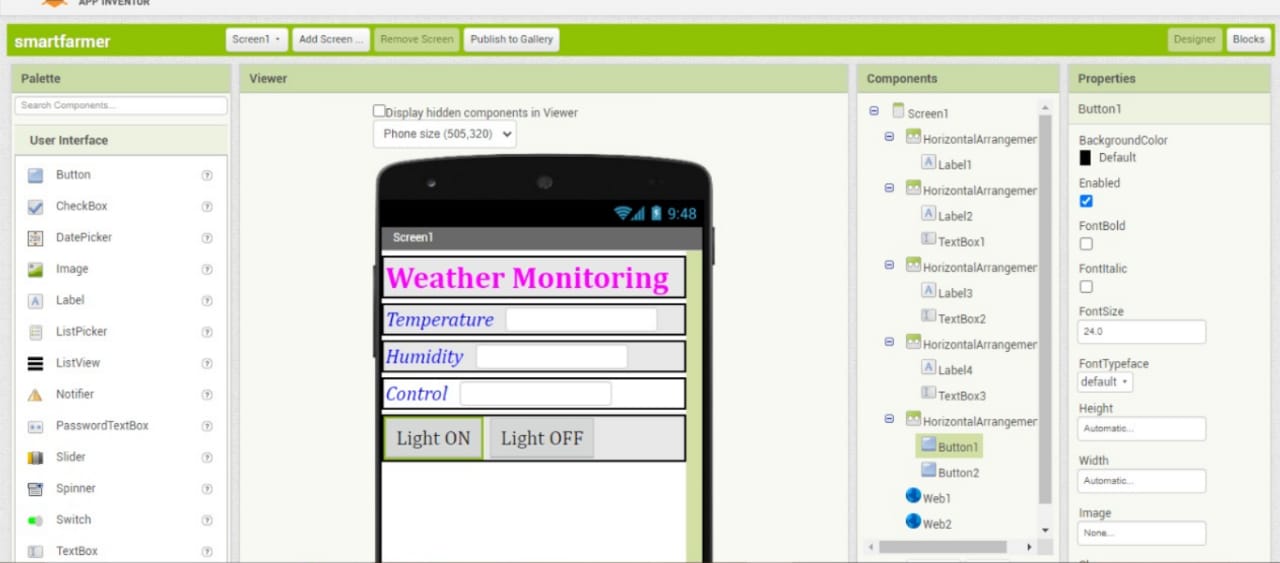 APP INVENTOR
smartfarmer
Screen1
Add Screen ...
Remove Screen
Publish to Gallery
Designer
Blocks
Palette
Search Components...
User Interface
Button
CheckBox
DatePicker
Image
Label
ListPicker
ListView
Notifier
PasswordTextBox
Slider
Spinner
Switch
TextBox
Viewer
Display hidden components in Viewer
Phone size (505,320)
9:48
Screen1
Weather Monitoring
Temperature
Humidity
Control
Light ON Light OFF
Components
Screen1
HorizontalArrangemer
Label1
HorizontalArrangemer
Label2
TextBox1
HorizontalArrangemer
Label3
TextBox2
HorizontalArrangemer
Label4
TextBox3
HorizontalArrangemer
Button1
Button2
Web1
Web2
Properties
Button1
BackgroundColor
Default
Enabled
FontBold
FontItalic
FontSize
24.0
FontTypeface
default
Height
Automatic...
Width
Automatic...
Image
None...